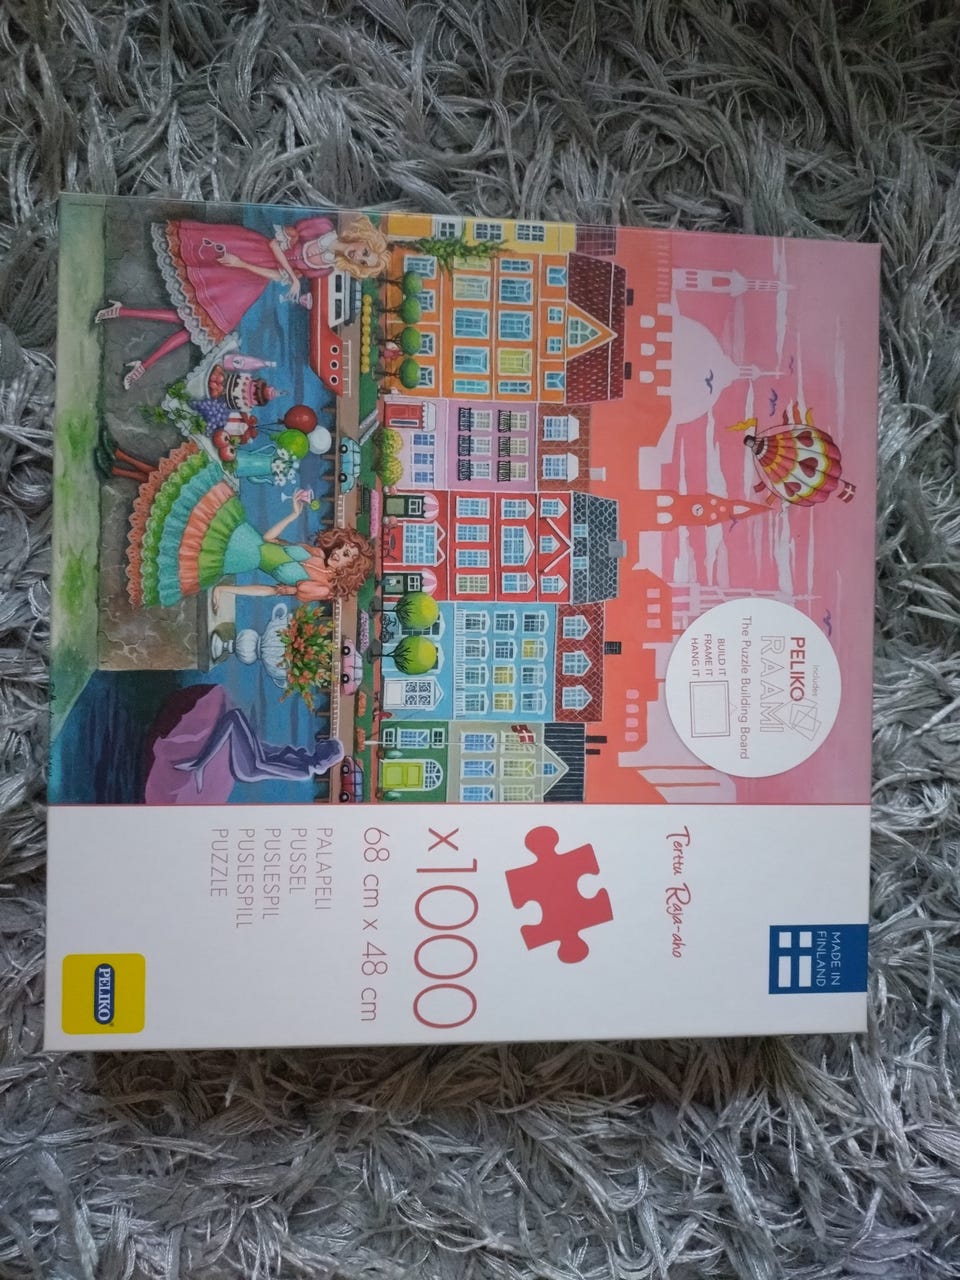 includes
PELIKO
RAAMI
The Puzzle Building Board
BUILD IT
FRAME IT
HANG IT
MADE IN
FINLAND
Terttu Raja-aho
x1000
68 cm x 48 cm
PALAPELI
PUSSEL
PUSLESPIL
PUSLESPILL
PUZZLE
PELIKO®